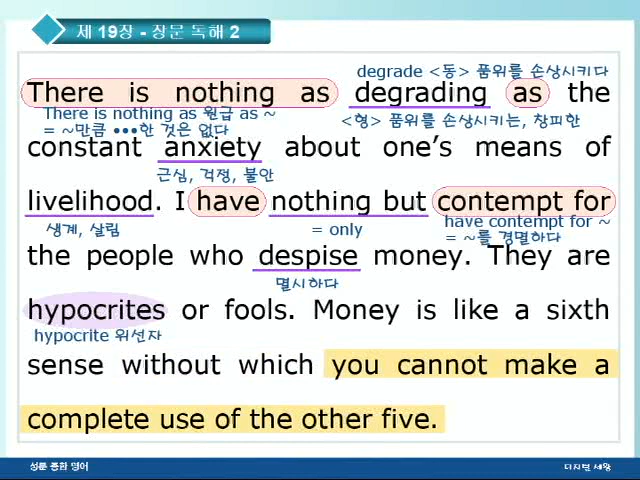 제 19장 - 장문 독해 2
degrade <동> 품위를 손상시키다
There is nothing as degrading as the
There is nothing as 원급 as ~
= ~만큼 •••한 것은 없다
<형> 품위를 손상시키는, 창피한
constant anxiety about one's means of
근심, 걱정, 불안
livelihood. I have nothing but contempt for
생계, 살림
= only
have contempt for ~
= ~를 경멸하다
the people who despise money. They are
멸시하다
hypocrites or fools. Money is like a sixth
hypocrite 위선자
sense without which you cannot make a
complete use of the other five.
성문 종합 영어
디지털 세상